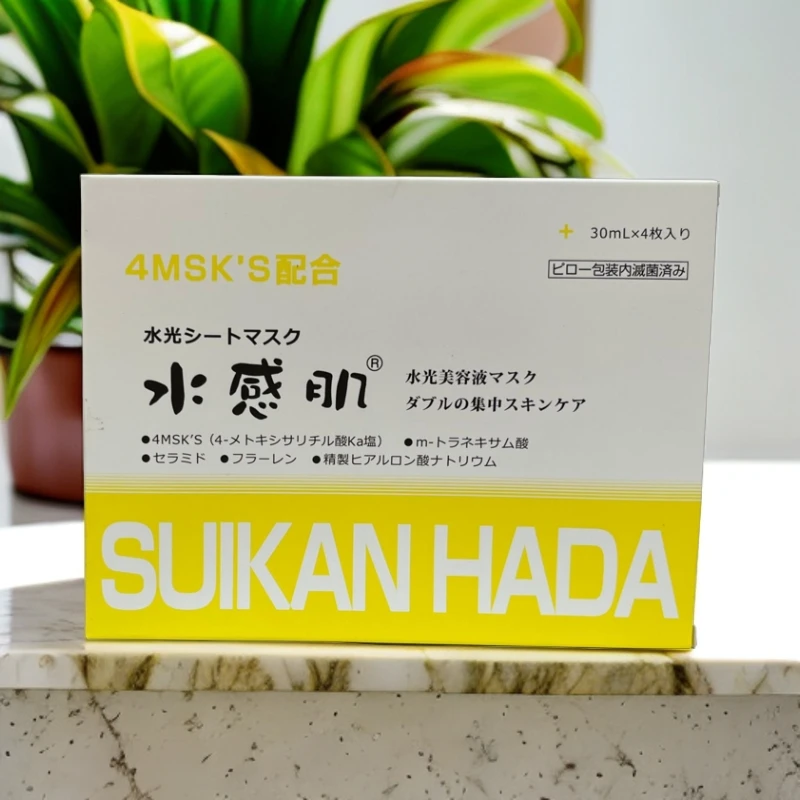 30mL×4枚入り
4MSK'S配合
ピロー包装内滅菌済み
水光シートマスク
水感肌®
水光美容液マスク
ダブルの集中スキンケア
●4MSK'S（4-メトキシサリチル酸Ka塩） ●m-トラネキサム酸
●セラミド ●フラーレン ●精製ヒアルロン酸ナトリウム
SUIKAN HADA